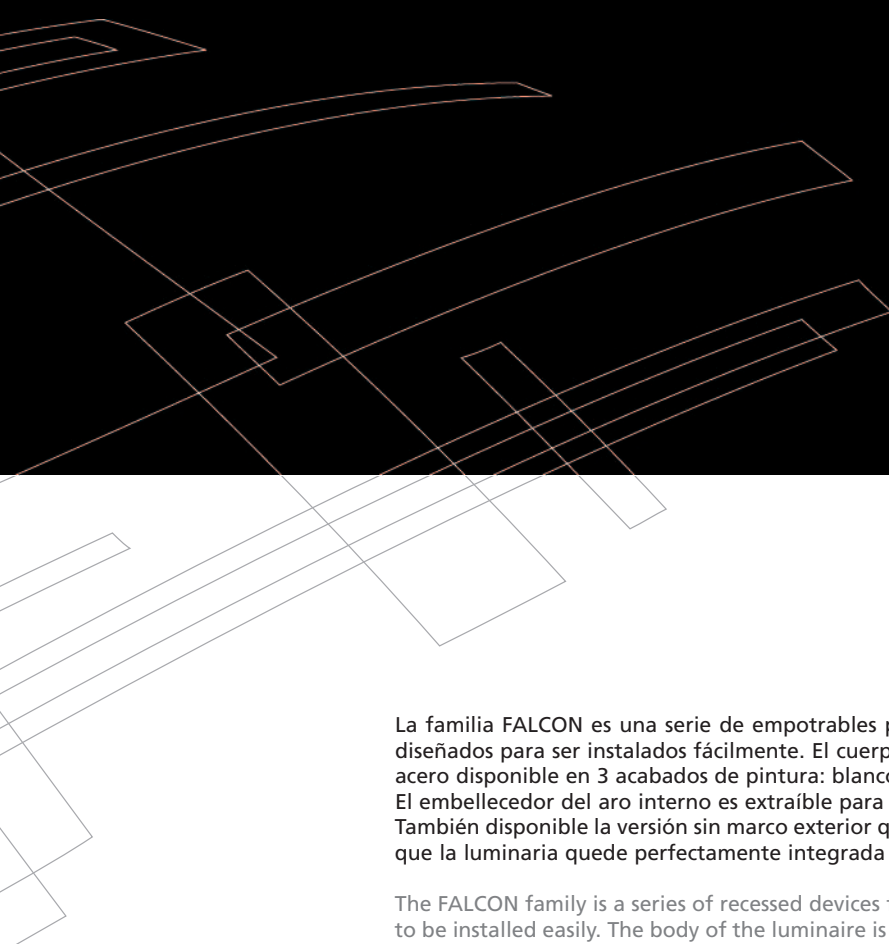 La familia FALCON es una serie de empotrables
diseñados para ser instalados fácilmente. El
acero disponible en 3 acabados de pintura:
El embellecedor del aro interno es extraíble para
También disponible la versión sin marco exterior
que la luminaria quede perfectamente integrada
The FALCON family is a series of recessed devices
to be installed easily. The body of the luminaire is